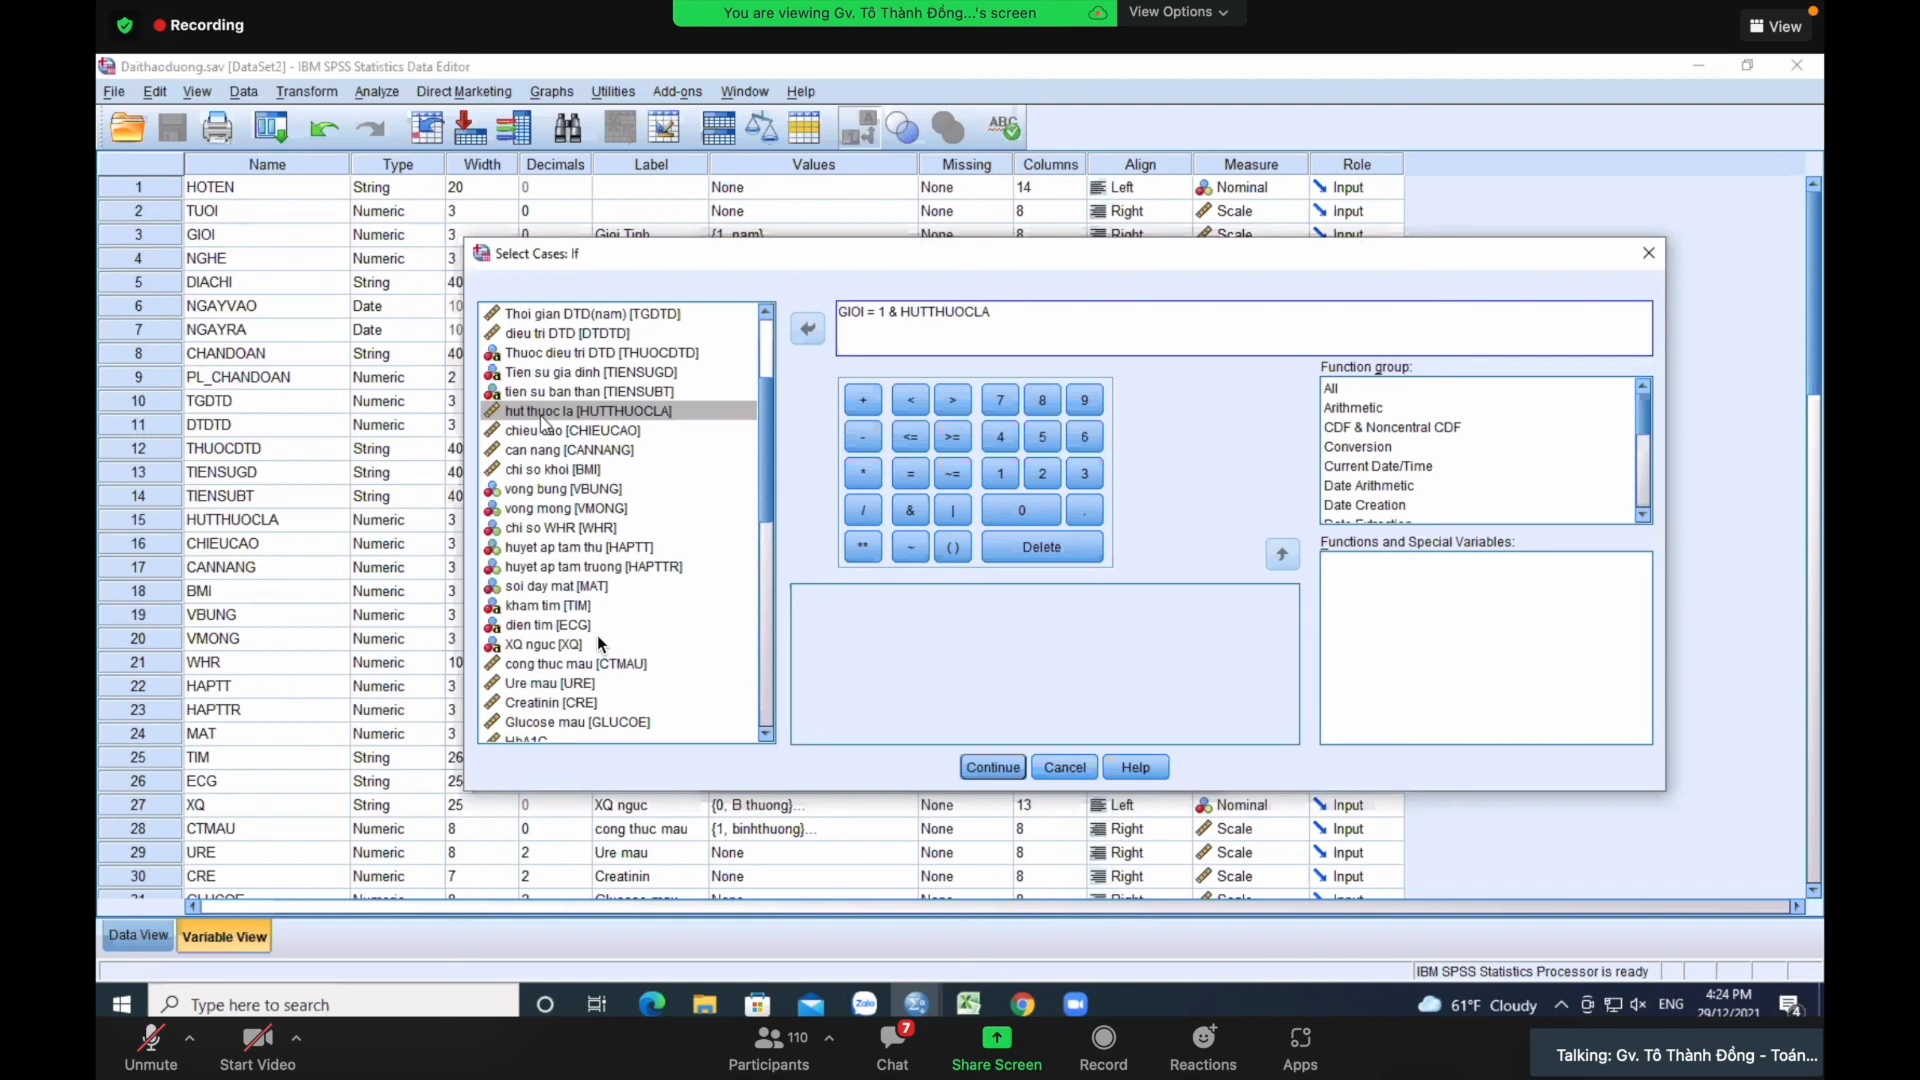 Recording
You are viewing Gv. Tô Thành Đồng...'s screen
View Options
View
Daithaoduong.sav [DataSet2] - IBM SPSS Statistics Data Editor
File Edit View Data Transform Analyze Direct Marketing Graphs Utilities Add-ons Window Help
Name Type Width Decimals Label Values Missing Columns Align Measure Role
1 HOTEN String 20 0 None None 14 Left Nominal Input
2 TUOI Numeric 3 0 None None 8 Right Scale Input
3 GIOI Numeric 3 0 Gioi Tinh {1, nam} None 8 Right Scale Input
4 NGHE Numeric 3
5 DIACHI String 40
6 NGAYVAO Date 10
7 NGAYRA Date 10
8 CHANDOAN String 40
9 PL_CHANDOAN Numeric 2
10 TGDTD Numeric 3
11 DTDTD Numeric 3
12 THUOCDTD String 40
13 TIENSUGD String 40
14 TIENSUBT String 40
15 HUTTHUOCLA Numeric 3
16 CHIEUCAO Numeric 3
17 CANNANG Numeric 3
18 BMI Numeric 3
19 VBUNG Numeric 3
20 VMONG Numeric 3
21 WHR Numeric 10
22 HAPTT Numeric 3
23 HAPTTR Numeric 3
24 MAT Numeric 3
25 TIM String 26
26 ECG String 25
27 XQ String 25 0 XQ nguc {0, B thuong}... None 13 Left Nominal Input
28 CTMAU Numeric 8 0 cong thuc mau {1, binhthuong}... None 8 Right Scale Input
29 URE Numeric 8 2 Ure mau None None 8 Right Scale Input
30 CRE Numeric 7 2 Creatinin None None 8 Right Scale Input
Select Cases: If
Thoi gian DTD(nam) [TGDTD]
dieu tri DTD [DTDTD]
Thuoc dieu tri DTD [THUOCDTD]
Tien su gia dinh [TIENSUGD]
tien su ban than [TIENSUBT]
hut thuoc la [HUTTHUOCLA]
chieu cao [CHIEUCAO]
can nang [CANNANG]
chi so khoi [BMI]
vong bung [VBUNG]
vong mong [VMONG]
chi so WHR [WHR]
huyet ap tam thu [HAPTT]
huyet ap tam truong [HAPTTR]
soi day mat [MAT]
kham tim [TIM]
dien tim [ECG]
XQ nguc [XQ]
cong thuc mau [CTMAU]
Ure mau [URE]
Creatinin [CRE]
Glucose mau [GLUCOE]
HbA1C
GIOI = 1 & HUTTHUOCLA
+ < > 7 8 9
- <= >= 4 5 6
* = ~= 1 2 3
/ & | 0 .
** ~ ( ) Delete
Function group:
All
Arithmetic
CDF & Noncentral CDF
Conversion
Current Date/Time
Date Arithmetic
Date Creation
Date Extraction
Functions and Special Variables:
Continue Cancel Help
Data View Variable View
IBM SPSS Statistics Processor is ready
Type here to search
Zalo
61°F Cloudy
ENG
4:24 PM
29/12/2021
4
Unmute
Start Video
110
Participants
7
Chat
Share Screen
Record
Reactions
Apps
Talking: Gv. Tô Thành Đồng - Toán...